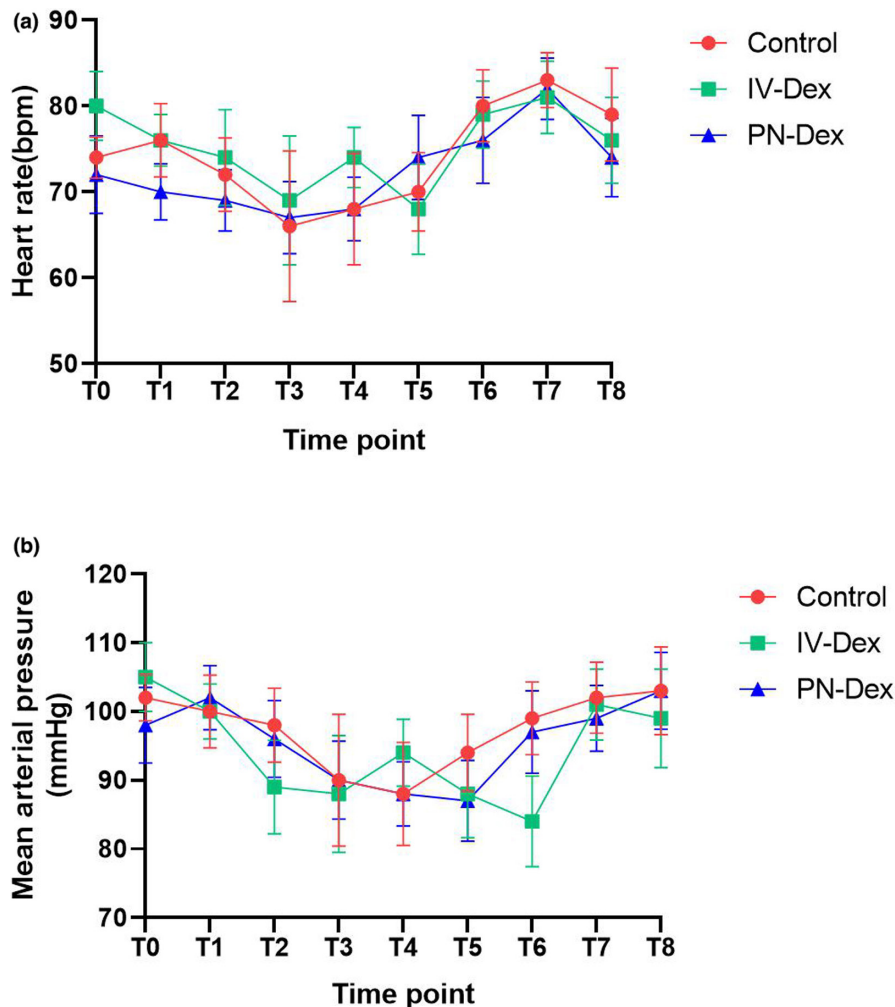 (a)
90
80
70
60
50
Heart rate(bpm)
T0 T1 T2 T3 T4 T5 T6 T7 T8
Time point
Control
IV-Dex
PN-Dex
(b)
120
110
100
90
80
70
Mean arterial pressure
(mmHg)
T0 T1 T2 T3 T4 T5 T6 T7 T8
Time point
Control
IV-Dex
PN-Dex